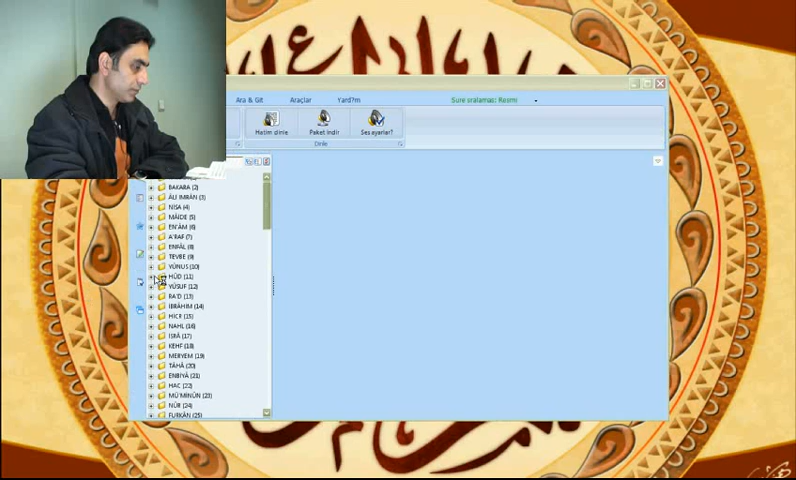 Ara & Git Araçlar Yard?m Sure sıralaması: Resmi
Hatim dinle Paket indir Ses ayarlar?
Dinle
BAKARA (2)
ÂLİ İMRÂN (3)
NİSA (4)
MÂİDE (5)
EN'ÂM (6)
A'RAF (7)
ENFÂL (8)
TEVBE (9)
YÛNUS (10)
HÛD (11)
YÛSUF (12)
RA'D (13)
İBRÂHİM (14)
HİCR (15)
NAHL (16)
İSRÂ (17)
KEHF (18)
MERYEM (19)
TÂHÂ (20)
ENBİYÂ (21)
HAC (22)
MÜ'MİNÛN (23)
NÛR (24)
FURKÂN (25)